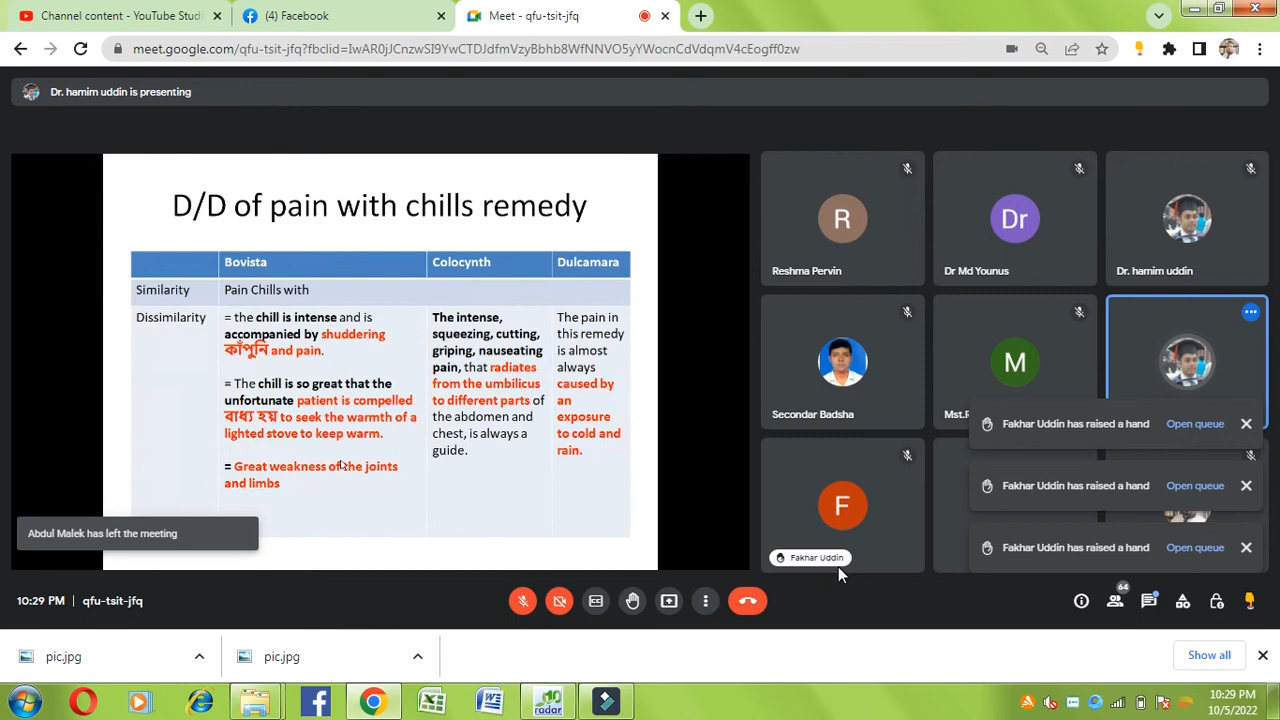 Content - YouTube Stud
(4) Facebook
Meet - qfu-tsit-jfq
meet.google.com/qfu-tsit-jfq?fbclid=IwAR0jJCnzwSI9YwCTDJdfmVzyBbhb8WfNNVO5yYWocnCdVdqmV4cEogff0zw
Dr. hamim uddin is presenting
D/D of pain with chills remedy
Bovista Colocynth Dulcamara
Similarity Pain Chills with
Dissimilarity
= the chill is intense and is
accompanied by shuddering
কাঁপুনি and pain.
= The chill is so great that the
unfortunate patient is compelled
বাধ্য হয় to seek the warmth of a
lighted stove to keep warm.
= Great weakness of the joints
and limbs
The intense,
squeezing, cutting,
griping, nauseating
pain, that radiates
from the umbilicus
to different parts of
the abdomen and
chest, is always a
guide.
The pain in
this remedy
is almost
always
caused by
an
exposure
to cold and
rain.
R
Reshma Pervin
Dr
Dr Md Younus
Dr. hamim uddin
Secondar Badsha
M
Mst.R
F
Fakhar Uddin
Fakhar Uddin has raised a hand Open queue
Fakhar Uddin has raised a hand Open queue
Fakhar Uddin has raised a hand Open queue
Abdul Malek has left the meeting
10:29 PM | qfu-tsit-jfq
64
pic.jpg
pic.jpg
Show all
10
radar
10:29 PM
10/5/2022